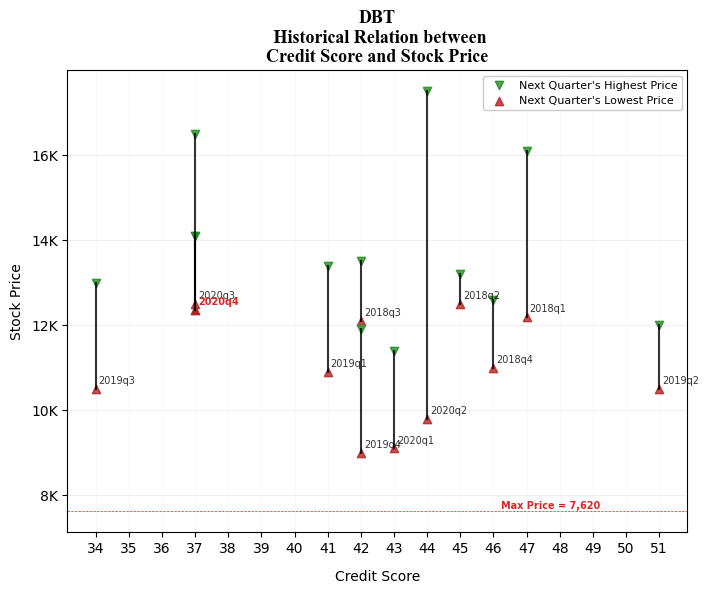 DBT
Historical Relation between
Credit Score and Stock Price
Next Quarter's Highest Price
Next Quarter's Lowest Price
Stock Price
16K
14K
12K
10K
8K
2020q3
2020q4
2018q3
2018q2
2018q1
2019q1
2018q4
2019q3
2019q2
2020q2
2019q4
2020q1
Max Price = 7,620
34 35 36 37 38 39 40 41 42 43 44 45 46 47 48 49 50 51
Credit Score